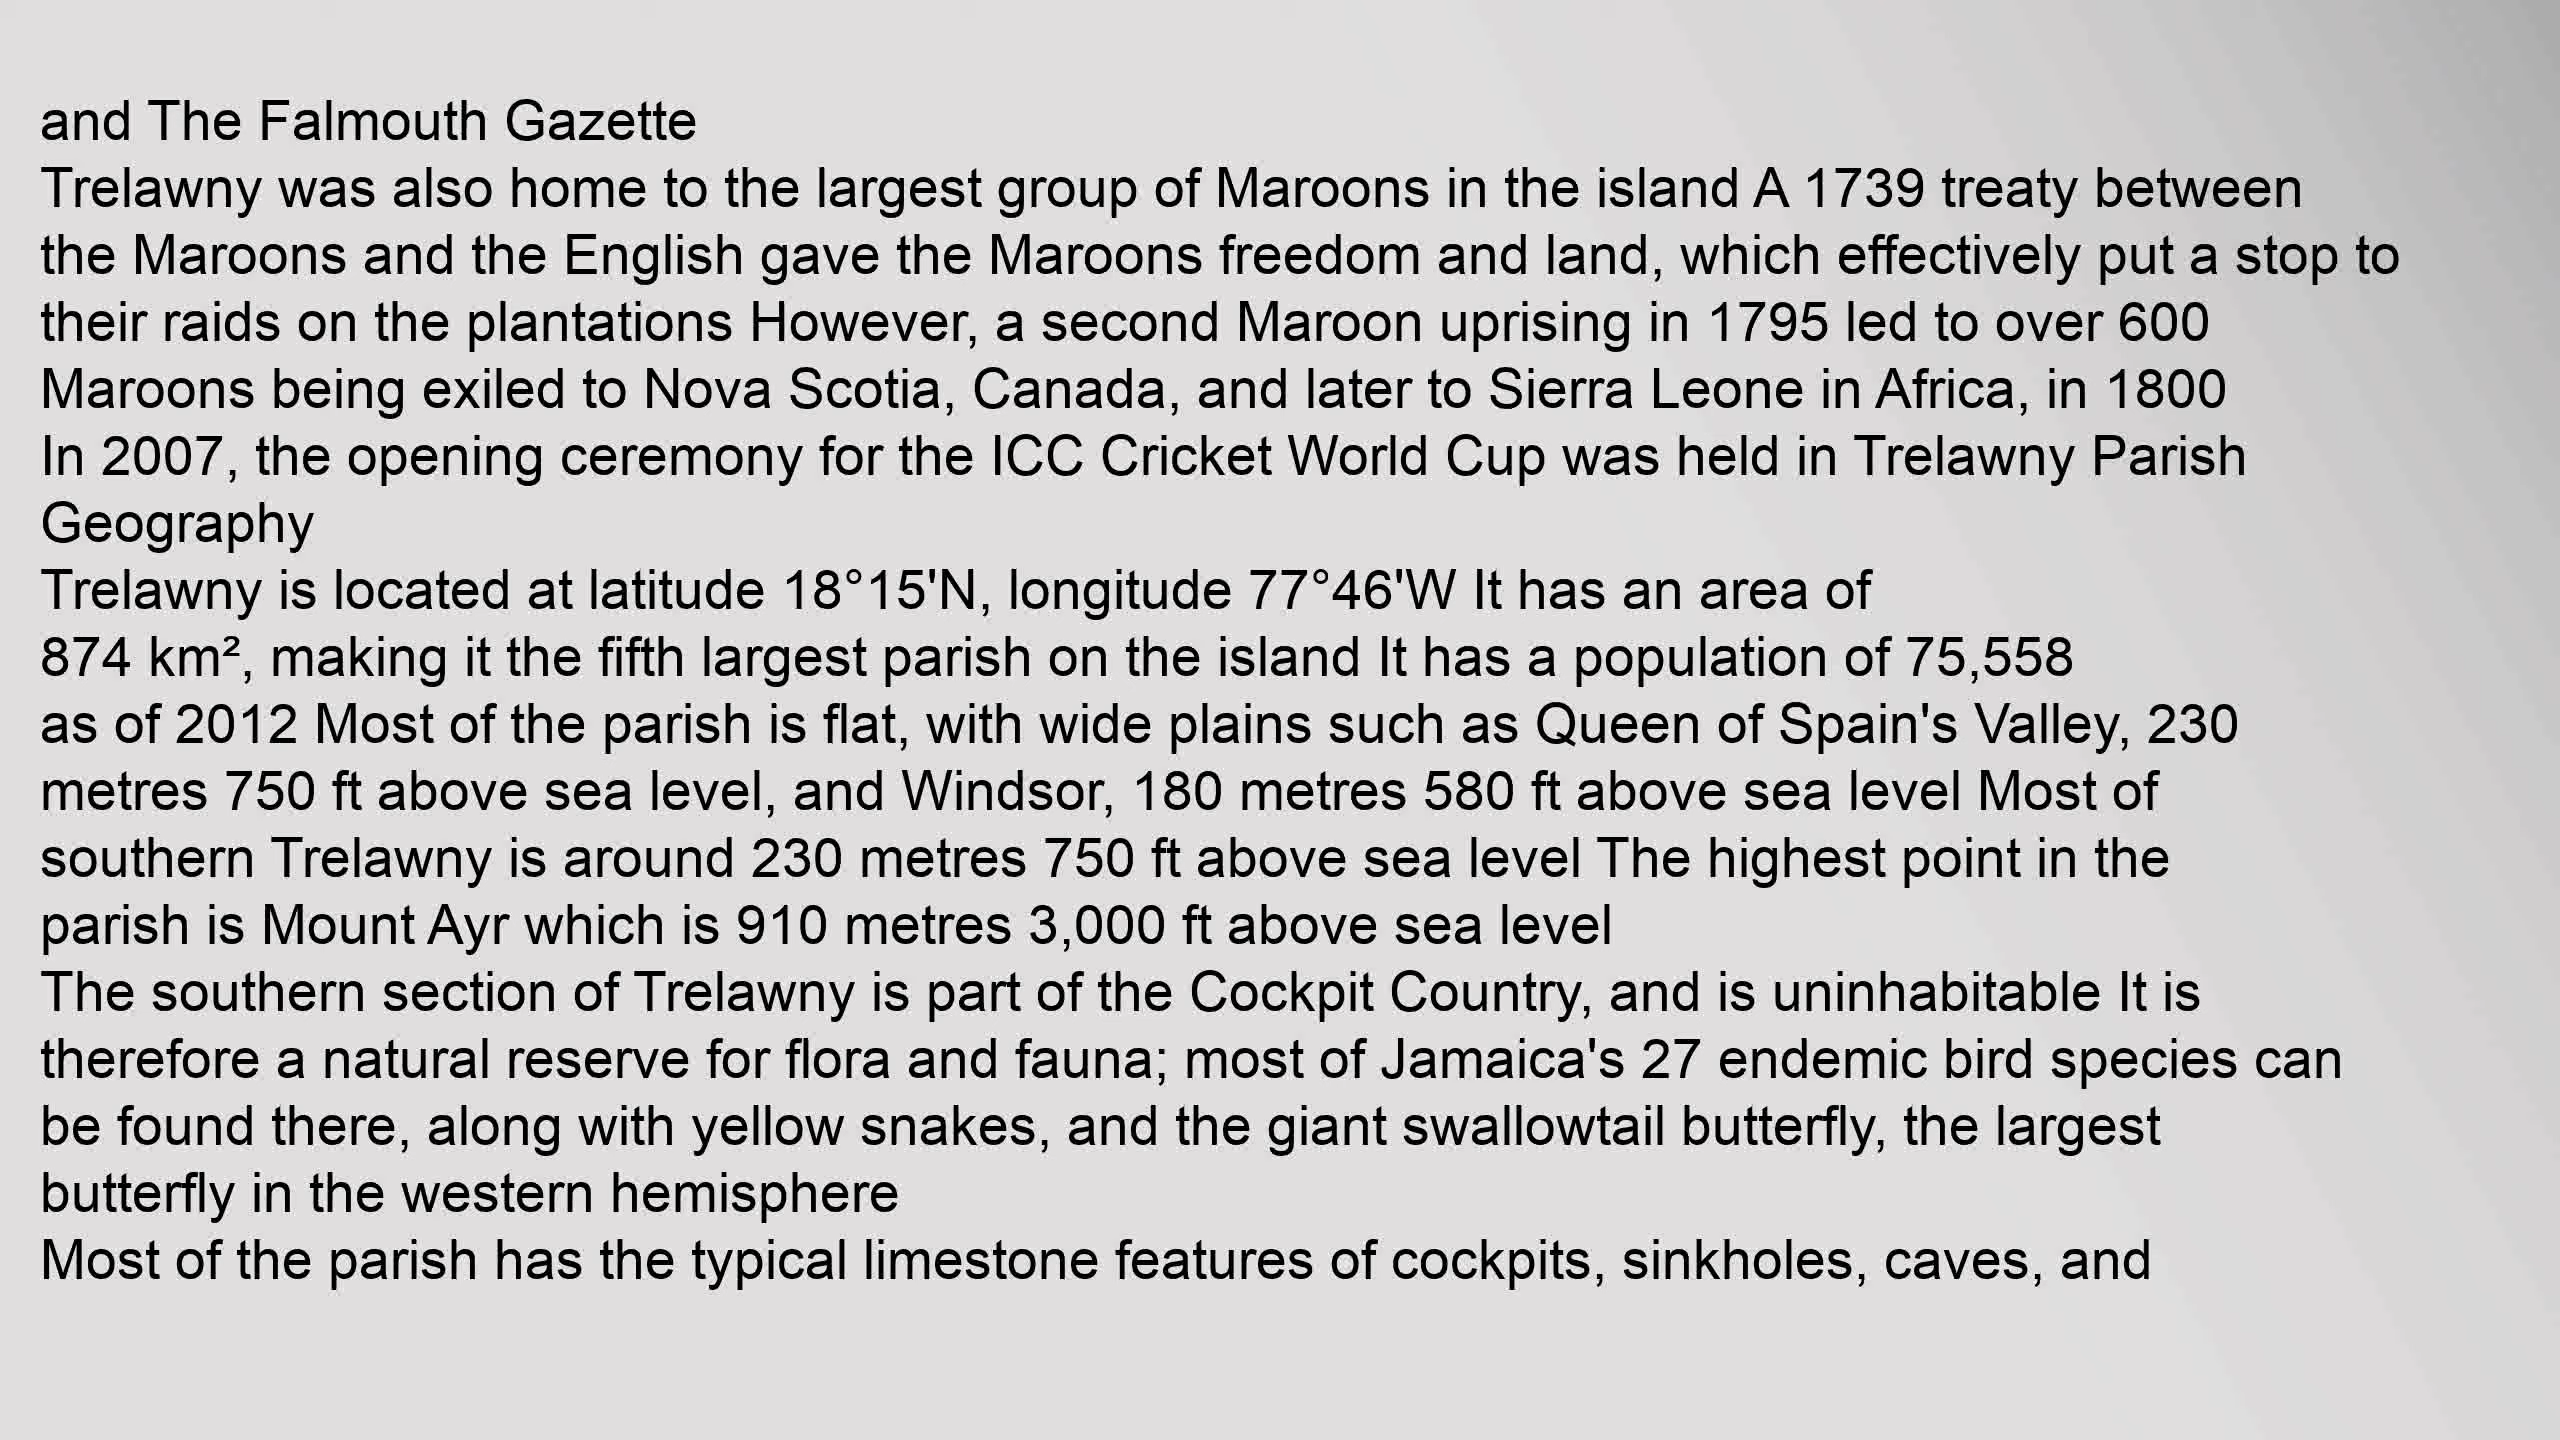 and The Falmouth Gazette
Trelawny was also home to the largest group of Maroons in the island A 1739 treaty between
the Maroons and the English gave the Maroons freedom and land, which effectively put a stop to
their raids on the plantations However, a second Maroon uprising in 1795 led to over 600
Maroons being exiled to Nova Scotia, Canada, and later to Sierra Leone in Africa, in 1800
In 2007, the opening ceremony for the ICC Cricket World Cup was held in Trelawny Parish
Geography
Trelawny is located at latitude 18°15'N, longitude 77°46'W It has an area of
874 km², making it the fifth largest parish on the island It has a population of 75,558
as of 2012 Most of the parish is flat, with wide plains such as Queen of Spain's Valley, 230
metres 750 ft above sea level, and Windsor, 180 metres 580 ft above sea level Most of
southern Trelawny is around 230 metres 750 ft above sea level The highest point in the
parish is Mount Ayr which is 910 metres 3,000 ft above sea level
The southern section of Trelawny is part of the Cockpit Country, and is uninhabitable It is
therefore a natural reserve for flora and fauna; most of Jamaica's 27 endemic bird species can
be found there, along with yellow snakes, and the giant swallowtail butterfly, the largest
butterfly in the western hemisphere
Most of the parish has the typical limestone features of cockpits, sinkholes, caves, and